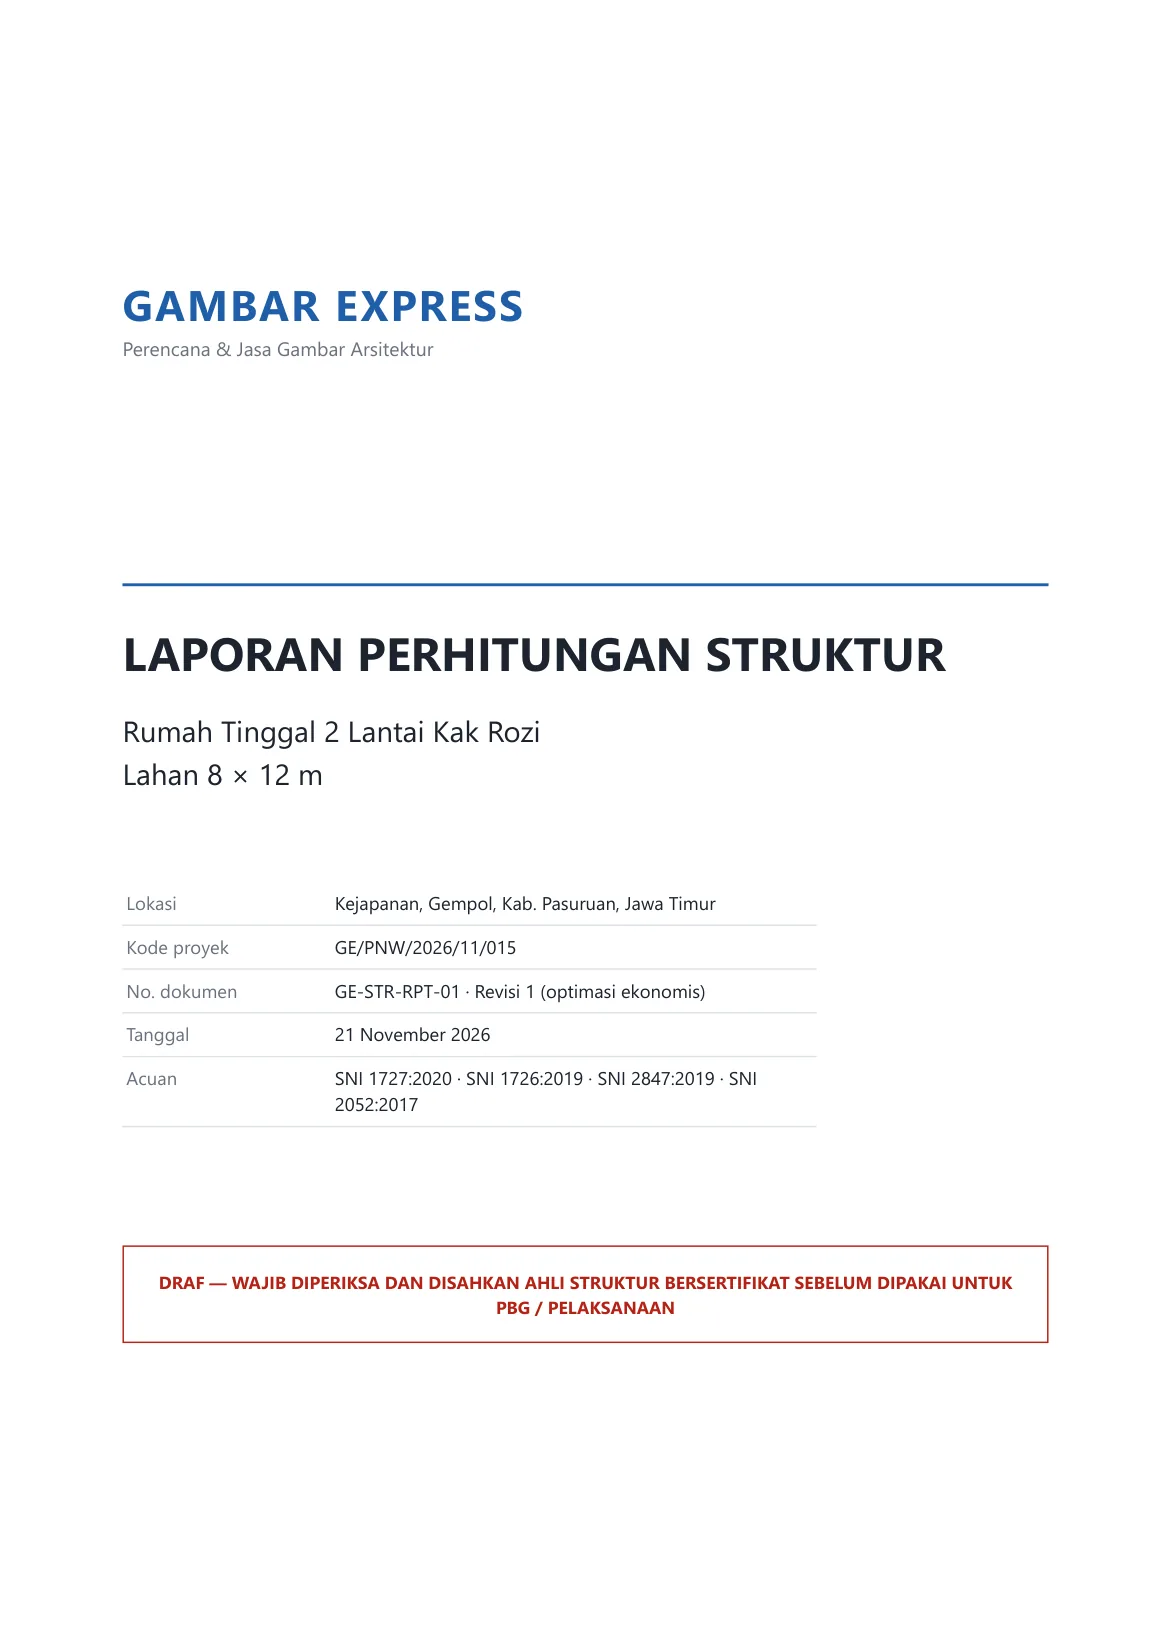 GAMBAR EXPRESS
Perencana & Jasa Gambar Arsitektur
LAPORAN PERHITUNGAN STRUKTUR
Rumah Tinggal 2 Lantai Kak Rozi
Lahan 8 × 12 m
Lokasi Kejapanan, Gempol, Kab. Pasuruan, Jawa Timur
Kode proyek GE/PNW/2026/11/015
No. dokumen GE-STR-RPT-01 · Revisi 1 (optimasi ekonomis)
Tanggal 21 November 2026
Acuan SNI 1727:2020 · SNI 1726:2019 · SNI 2847:2019 · SNI
2052:2017
DRAF — WAJIB DIPERIKSA DAN DISAHKAN AHLI STRUKTUR BERSERTIFIKAT SEBELUM DIPAKAI UNTUK
PBG / PELAKSANAAN